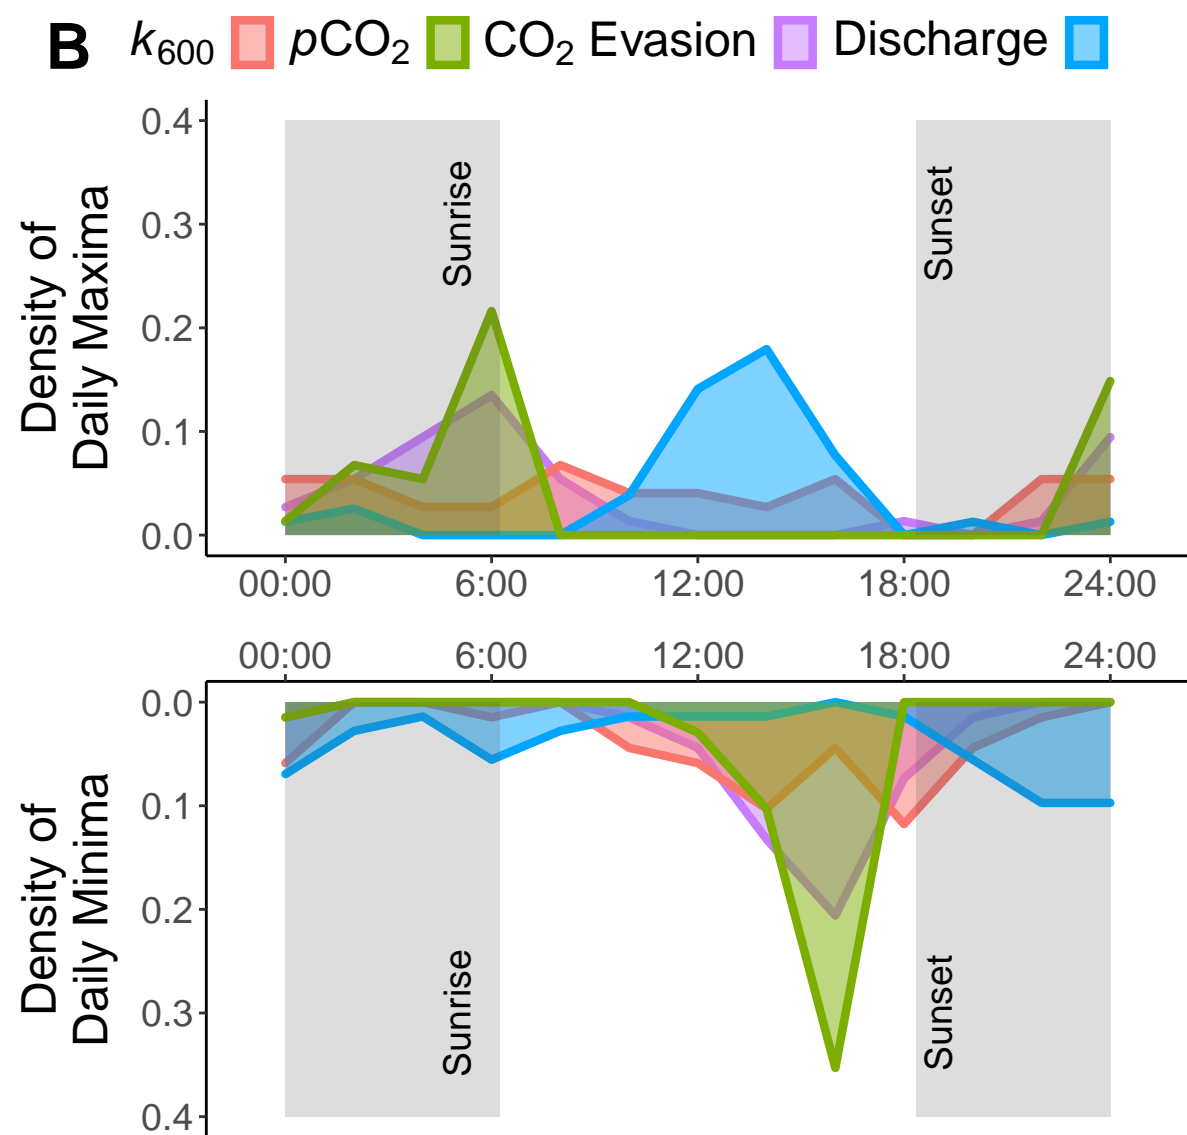 B k600 pCO2 CO2 Evasion Discharge
Density of
Daily Maxima
0.4
0.3
0.2
0.1
0.0
Sunrise
Sunset
00:00 6:00 12:00 18:00 24:00
00:00 6:00 12:00 18:00 24:00
Density of
Daily Minima
0.0
0.1
0.2
0.3
0.4
Sunrise
Sunset